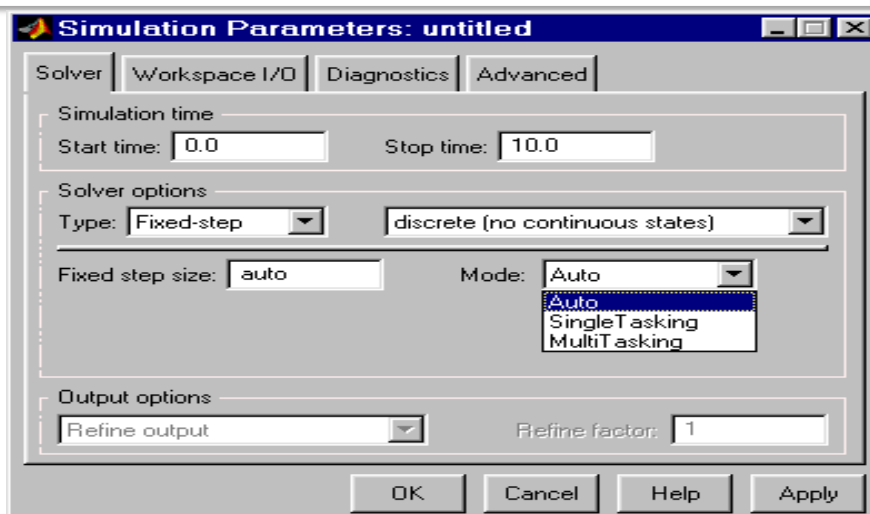 Simulation Parameters: untitled
Solver Workspace I/O Diagnostics Advanced
Simulation time
Start time: 0.0 Stop time: 10.0
Solver options
Type: Fixed-step discrete (no continuous states)
Fixed step size: auto Mode: Auto
Auto
SingleTasking
MultiTasking
Output options
Refine output Refine factor: 1
OK Cancel Help Apply